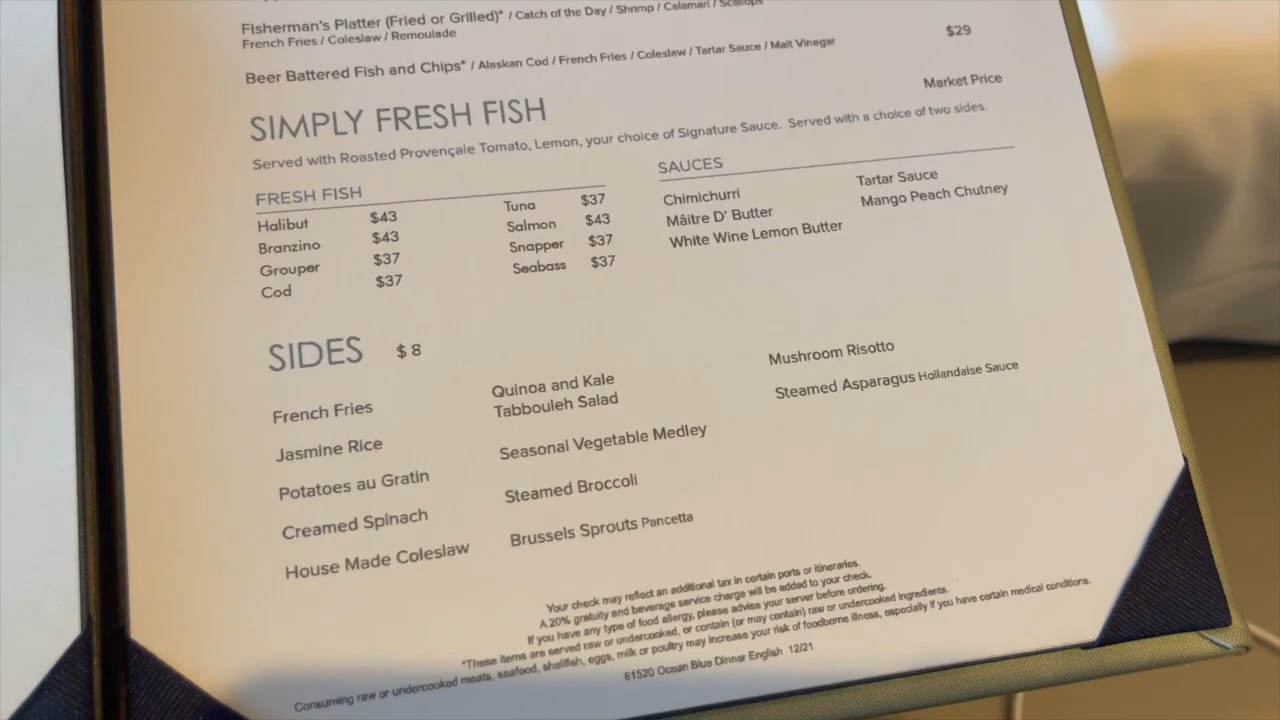 Fisherman's Platter (Fried or Grilled)* / Catch of the Day / Shrimp / Calamari / Scallops
French Fries / Coleslaw / Remoulade
$29
Beer Battered Fish and Chips* / Alaskan Cod / French Fries / Coleslaw / Tartar Sauce / Malt Vinegar
Market Price
SIMPLY FRESH FISH
Served with Roasted Provençale Tomato, Lemon, your choice of Signature Sauce. Served with a choice of two sides.
FRESH FISH
Halibut $43
Branzino $43
Grouper $37
Cod $37
Tuna $37
Salmon $43
Snapper $37
Seabass $37
SAUCES
Chimichurri
Mâitre D' Butter
White Wine Lemon Butter
Tartar Sauce
Mango Peach Chutney
SIDES $ 8
French Fries
Jasmine Rice
Potatoes au Gratin
Creamed Spinach
House Made Coleslaw
Quinoa and Kale
Tabbouleh Salad
Seasonal Vegetable Medley
Steamed Broccoli
Brussels Sprouts Pancetta
Mushroom Risotto
Steamed Asparagus Hollandaise Sauce
Your check may reflect an additional tax in certain ports or itineraries.
A 20% gratuity and beverage service charge will be added to your check.
If you have any type of food allergy, please advise your server before ordering.
*These items are served raw or undercooked, or contain (or may contain) raw or undercooked ingredients.
Consuming raw or undercooked meats, seafood, shellfish, eggs, milk or poultry may increase your risk of foodborne illness, especially if you have certain medical conditions.
61520 Ocean Blue Dinner English 12/21